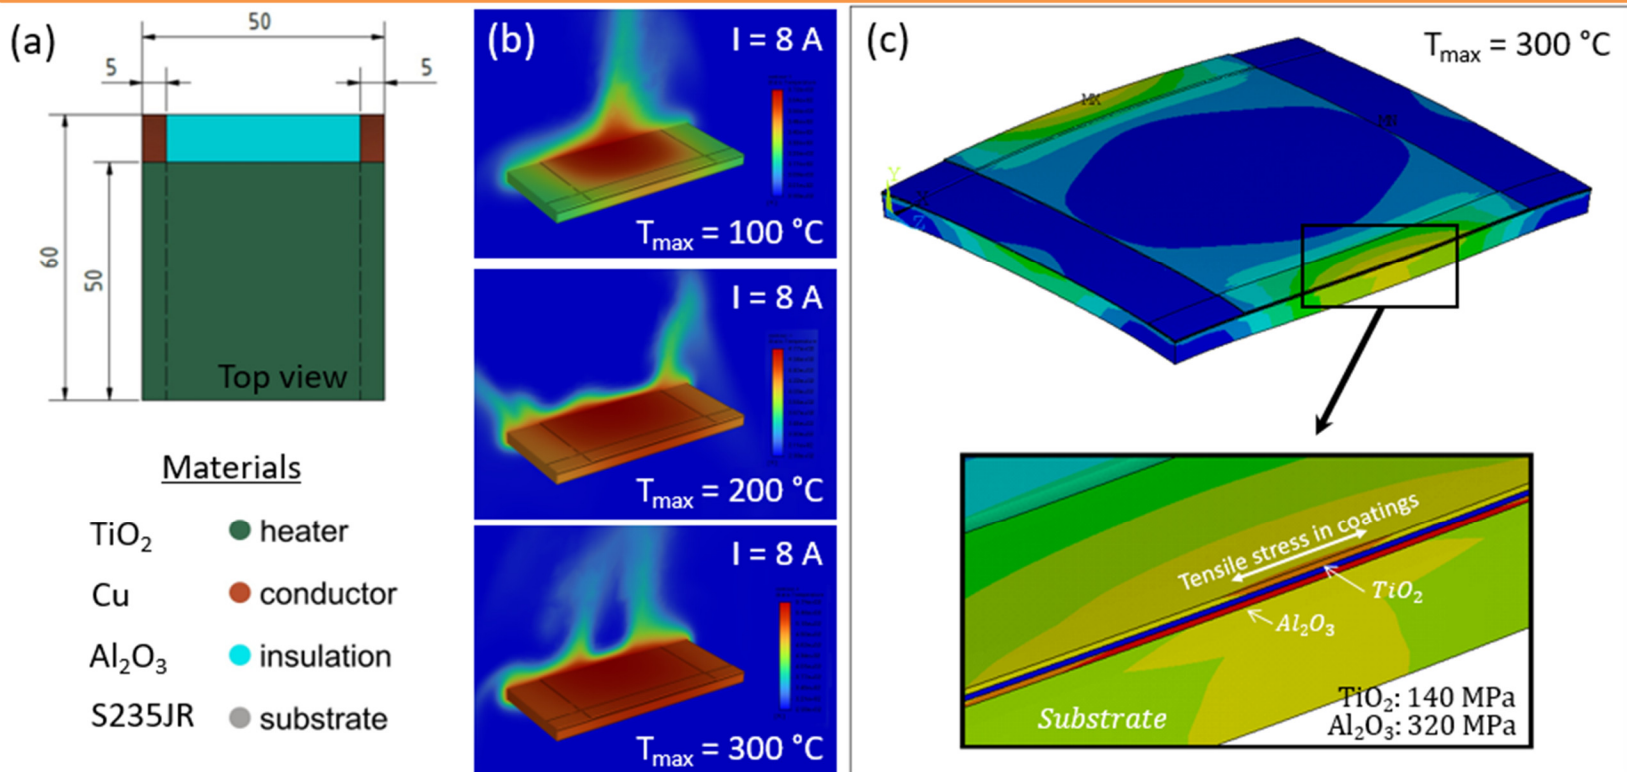 (a)
50
5
5
60
50
Top view
Materials
TiO₂ heater
Cu conductor
Al₂O₃ insulation
S235JR substrate
(b)
I = 8 A
Tmax = 100 °C
I = 8 A
Tmax = 200 °C
I = 8 A
Tmax = 300 °C
(c)
Tmax = 300 °C
MX
MN
Y
X
Z
Tensile stress in coatings
TiO₂
Al₂O₃
Substrate
TiO₂: 140 MPa
Al₂O₃: 320 MPa